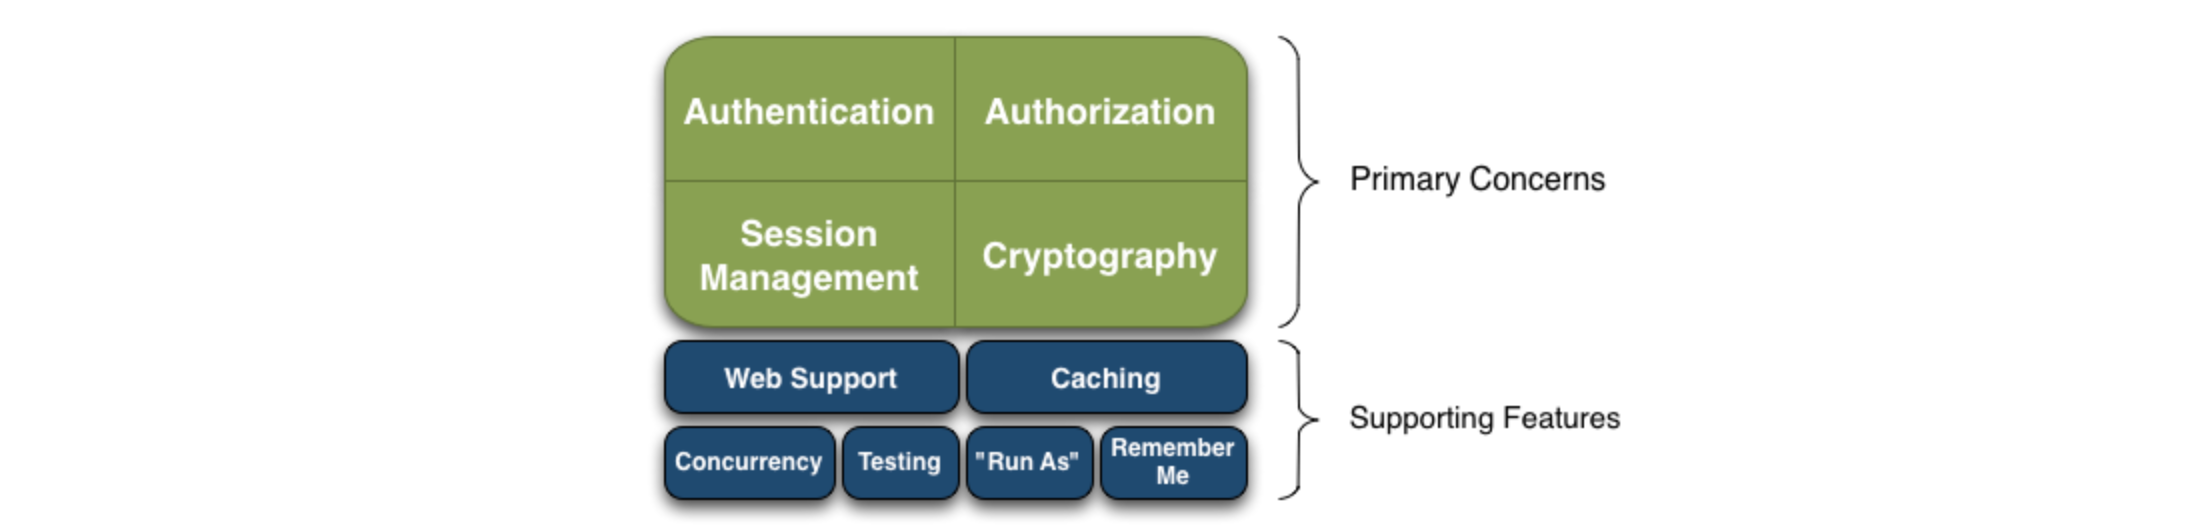 Authentication
Authorization
Session
Management
Cryptography
Primary Concerns
Web Support
Caching
Concurrency
Testing
"Run As"
Remember
Me
Supporting Features